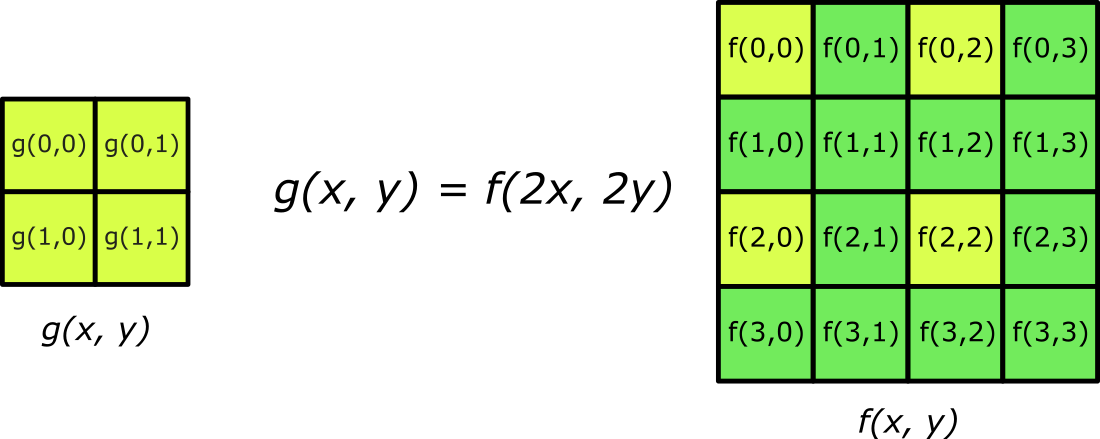 g(0,0) g(0,1)
g(1,0) g(1,1)
g(x, y)
g(x, y) = f(2x, 2y)
f(0,0) f(0,1) f(0,2) f(0,3)
f(1,0) f(1,1) f(1,2) f(1,3)
f(2,0) f(2,1) f(2,2) f(2,3)
f(3,0) f(3,1) f(3,2) f(3,3)
f(x, y)